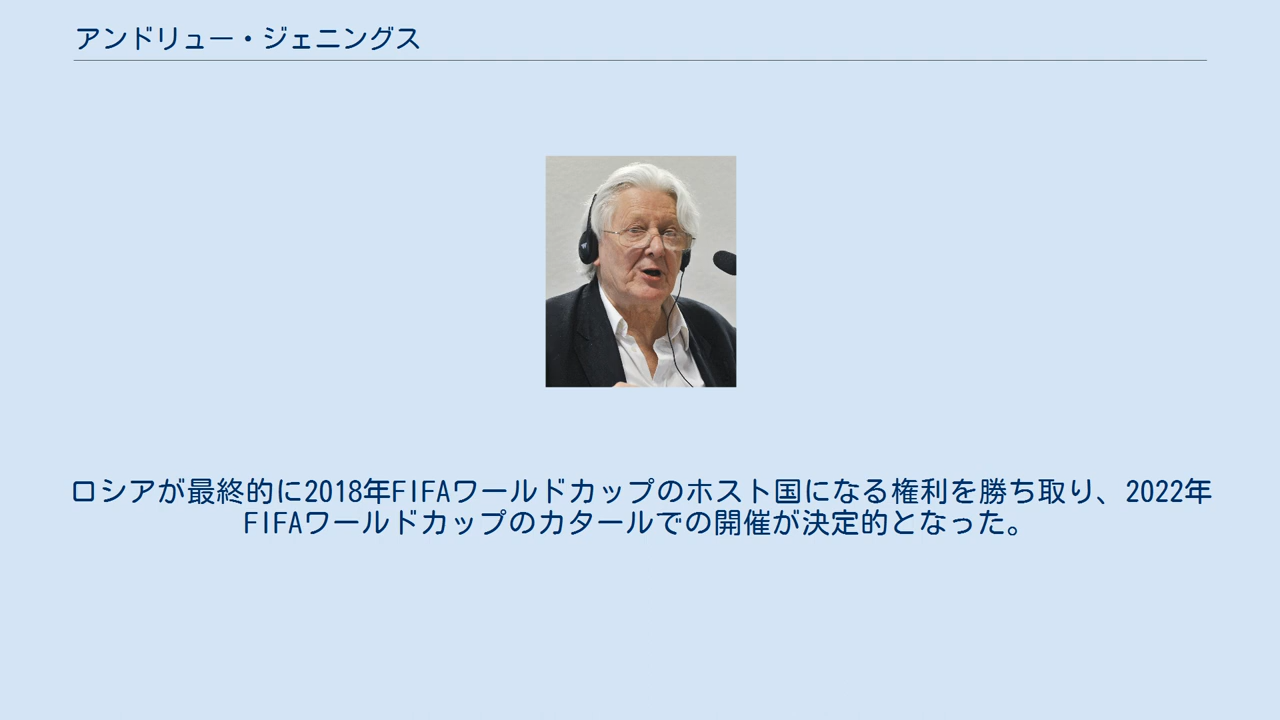 アンドリュー・ジェニングス
ロシアが最終的に2018年FIFAワールドカップのホスト国になる権利を勝ち取り、2022年
FIFAワールドカップのカタールでの開催が決定的となった。